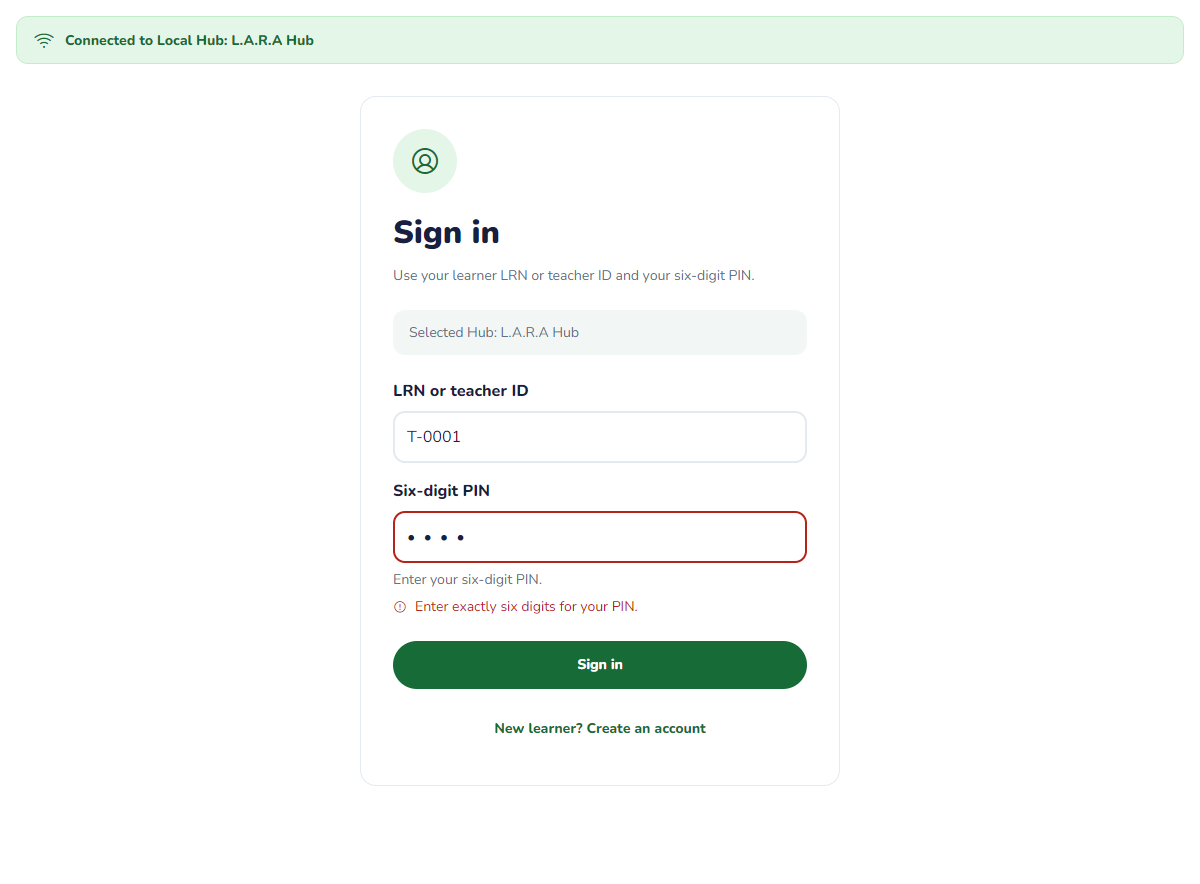 Connected to Local Hub: L.A.R.A Hub
Sign in
Use your learner LRN or teacher ID and your six-digit PIN.
Selected Hub: L.A.R.A Hub
LRN or teacher ID
T-0001
Six-digit PIN
• • • •
Enter your six-digit PIN.
Enter exactly six digits for your PIN.
Sign in
New learner? Create an account